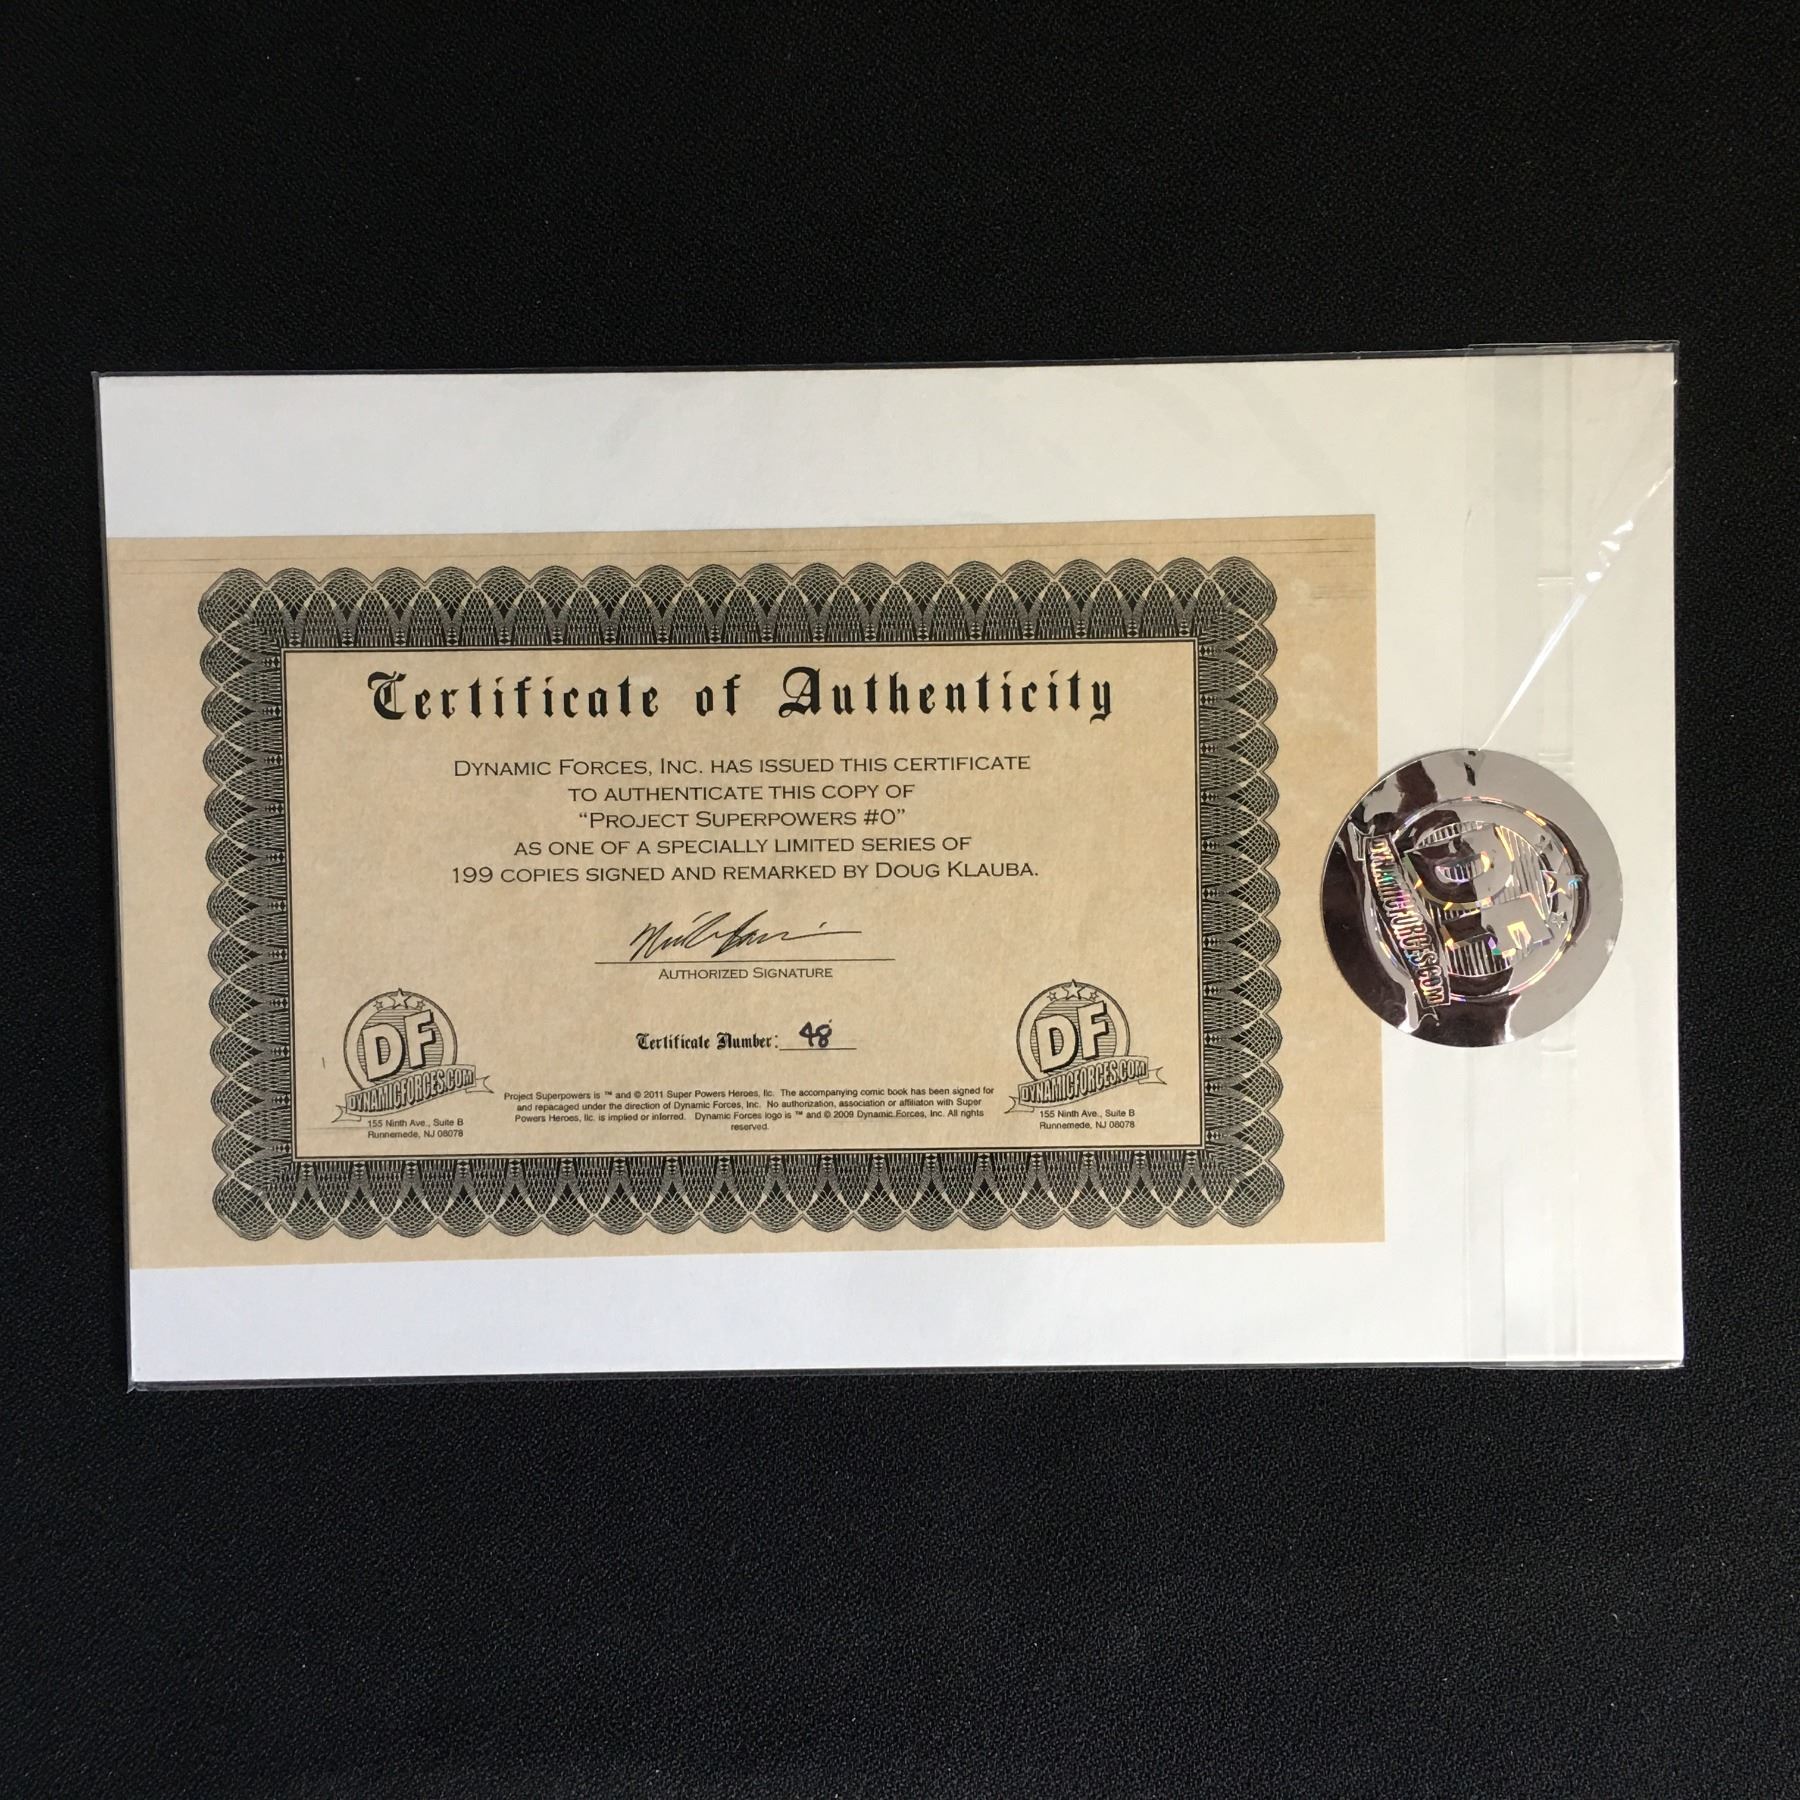 Certificate of Authenticity
DYNAMIC FORCES, INC. HAS ISSUED THIS CERTIFICATE
TO AUTHENTICATE THIS COPY OF
“PROJECT SUPERPOWERS #0”
AS ONE OF A SPECIALLY LIMITED SERIES OF
199 COPIES SIGNED AND REMARKED BY DOUG KLAUBA.
AUTHORIZED SIGNATURE
Certificate Number: 48
DF
DYNAMICFORCES.COM
155 Ninth Ave., Suite B
Runnemede, NJ 08078
Project Superpowers is ™ and © 2011 Super Powers Heroes, llc. The accompanying comic book has been signed for
and repacaged under the direction of Dynamic Forces, Inc. No authorization, association or affiliaton with Super
Powers Heroes, llc. is implied or inferred. Dynamic Forces logo is ™ and © 2009 Dynamic Forces, Inc. All rights
reserved.
DF
DYNAMICFORCES.COM
155 Ninth Ave., Suite B
Runnemede, NJ 08078
DF
DYNAMICFORCES.COM